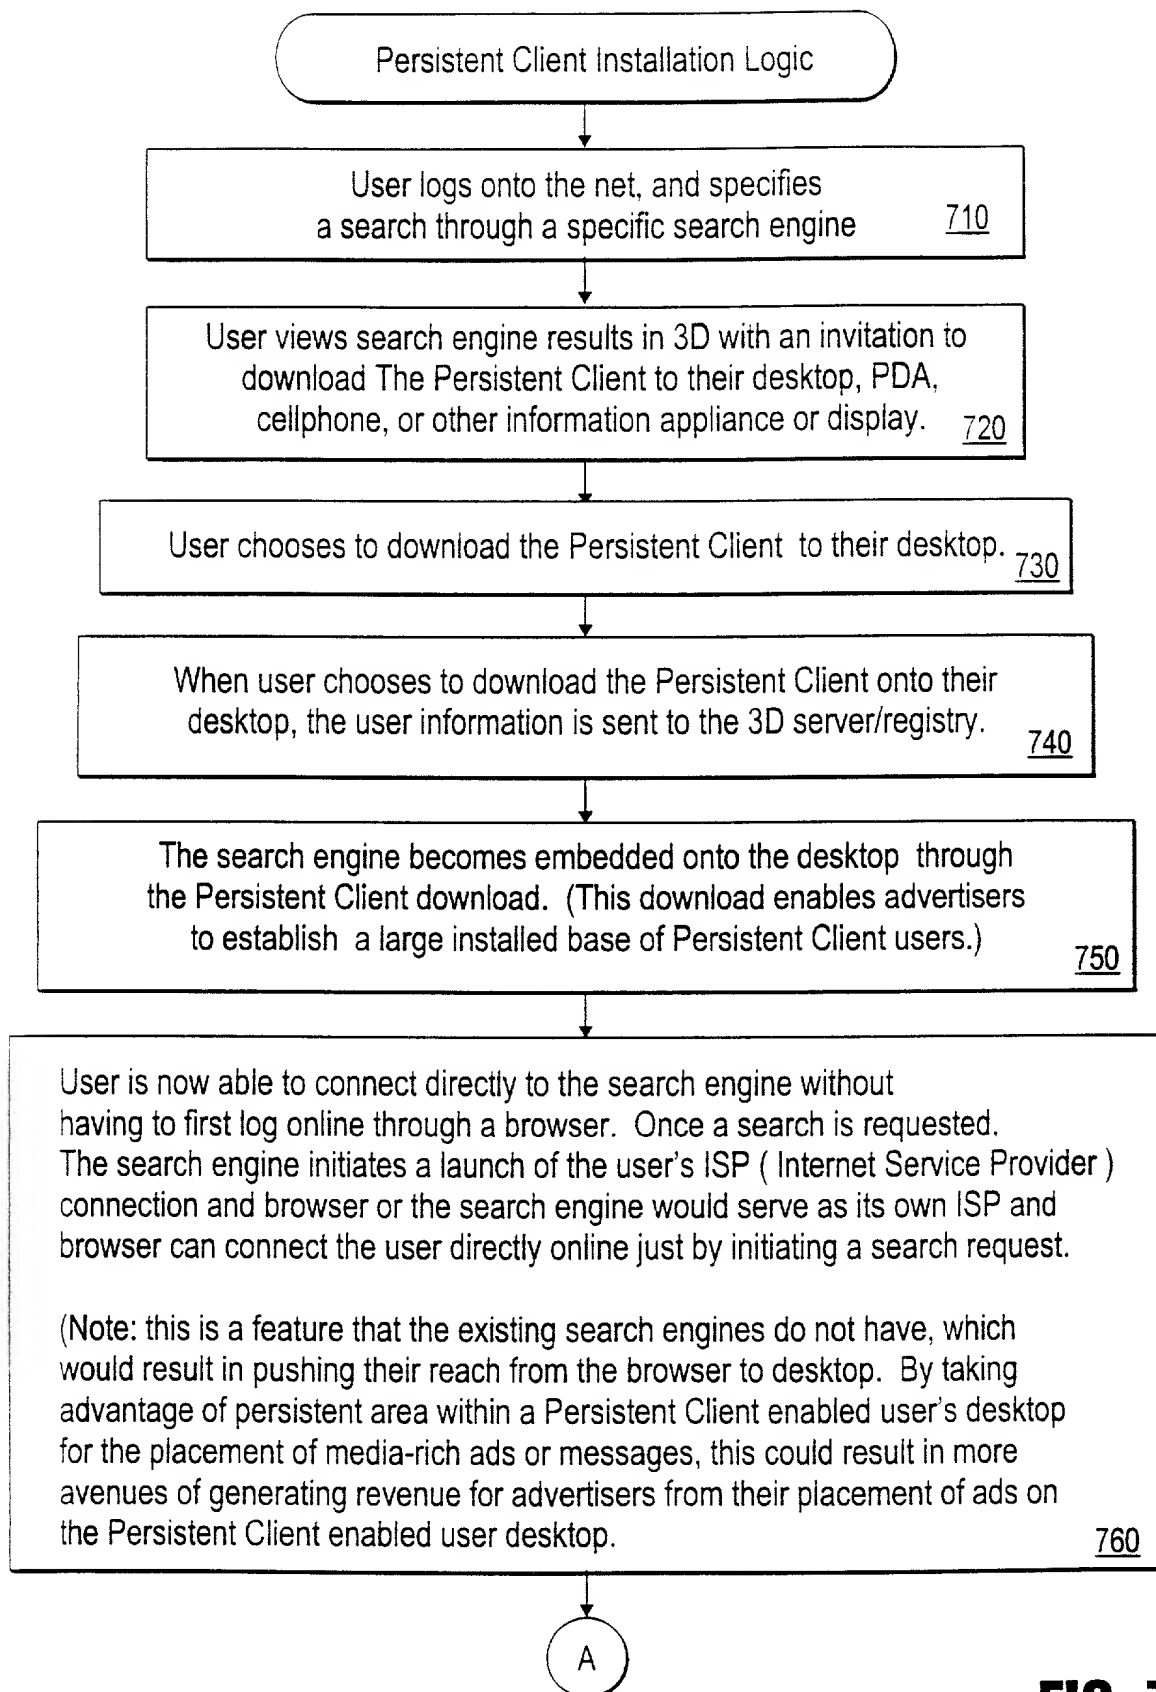 Persistent Client Installation Logic
User logs onto the net, and specifies
a search through a specific search engine
710
User views search engine results in 3D with an invitation to
download The Persistent Client to their desktop, PDA,
cellphone, or other information appliance or display.
720
User chooses to download the Persistent Client to their desktop.
730
When user chooses to download the Persistent Client onto their
desktop, the user information is sent to the 3D server/registry.
740
The search engine becomes embedded onto the desktop through
the Persistent Client download. (This download enables advertisers
to establish a large installed base of Persistent Client users.)
750
User is now able to connect directly to the search engine without
having to first log online through a browser. Once a search is requested.
The search engine initiates a launch of the user's ISP ( Internet Service Provider )
connection and browser or the search engine would serve as its own ISP and
browser can connect the user directly online just by initiating a search request.
(Note: this is a feature that the existing search engines do not have, which
would result in pushing their reach from the browser to desktop. By taking
advantage of persistent area within a Persistent Client enabled user's desktop
for the placement of media-rich ads or messages, this could result in more
avenues of generating revenue for advertisers from their placement of ads on
the Persistent Client enabled user desktop.
760
A
FIG.